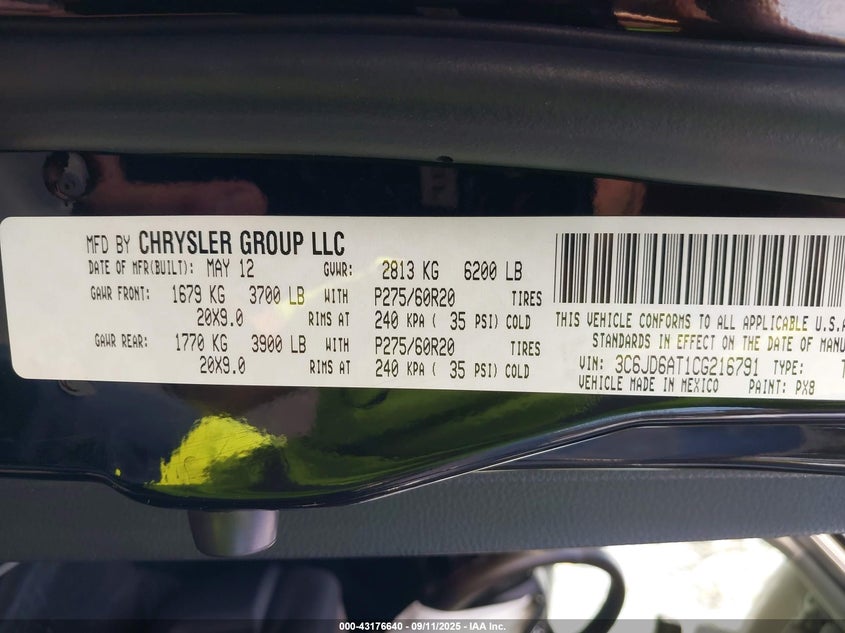 MFD BY CHRYSLER GROUP LLC
DATE OF MFR(BUILT): MAY 12 GVWR: 2813 KG 6200 LB
GAWR FRONT: 1679 KG 3700 LB WITH P275/60R20 TIRES
20X9.0 RIMS AT 240 KPA ( 35 PSI) COLD
GAWR REAR: 1770 KG 3900 LB WITH P275/60R20 TIRES
20X9.0 RIMS AT 240 KPA ( 35 PSI) COLD
THIS VEHICLE CONFORMS TO ALL APPLICABLE U.S.A
STANDARDS IN EFFECT ON THE DATE OF MANU
VIN: 3C6JD6AT1CG216791 TYPE: T
VEHICLE MADE IN MEXICO PAINT: PX8
000-43176640 - 09/11/2025 - IAA Inc.